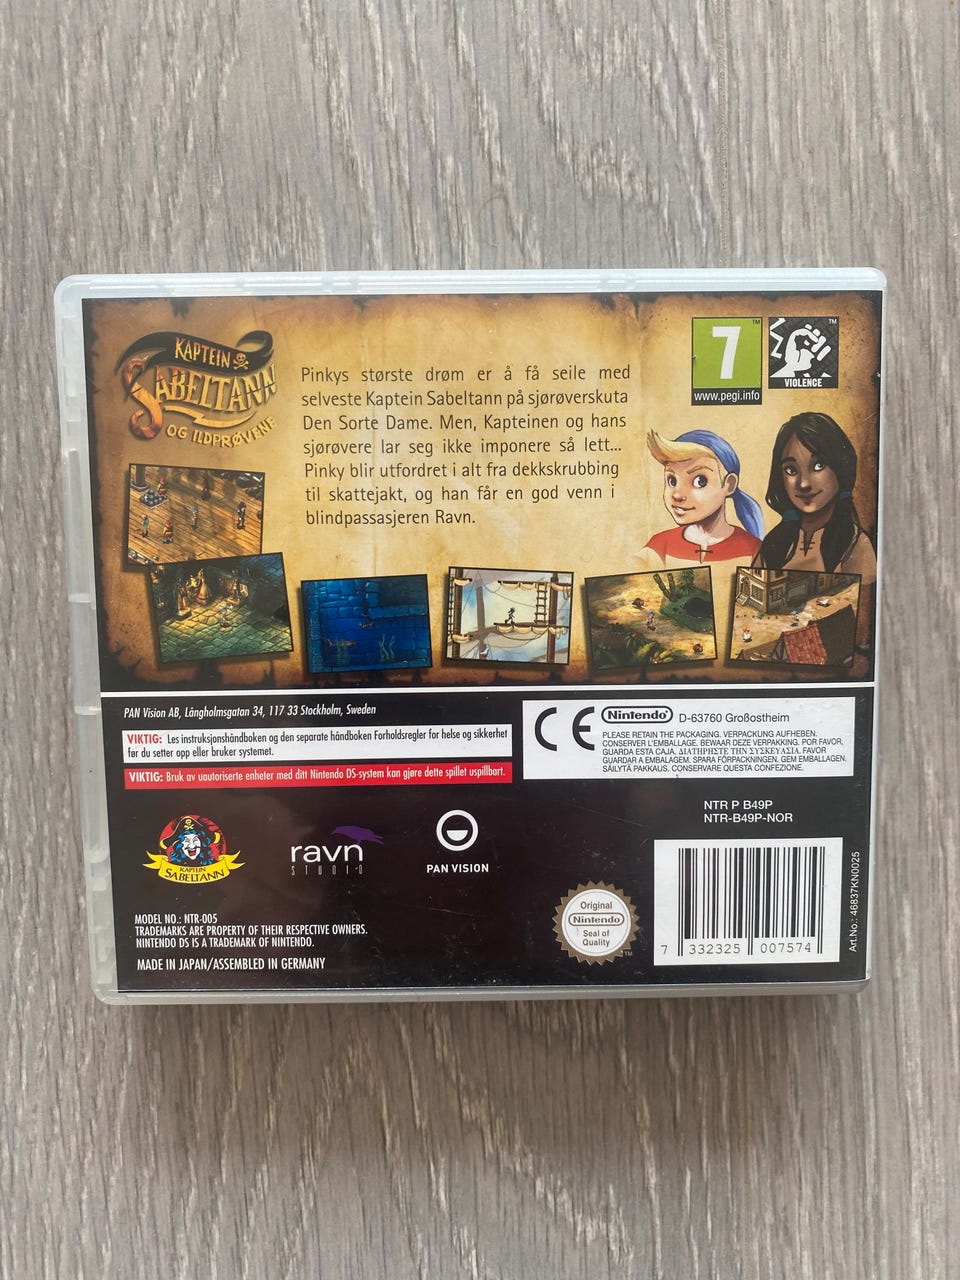 KAPTEIN
SABELTANN
OG ILDPRØVENE
Pinkys største drøm er å få seile med
selveste Kaptein Sabeltann på sjørøverskuta
Den Sorte Dame. Men, Kapteinen og hans
sjørøvere lar seg ikke imponere så lett...
Pinky blir utfordret i alt fra dekkskrubbing
til skattejakt, og han får en god venn i
blindpassasjeren Ravn.
7
TM
www.pegi.info
TM
VIOLENCE
PAN Vision AB, Långholmsgatan 34, 117 33 Stockholm, Sweden
VIKTIG: Les instruksjonshåndboken og den separate håndboken Forholdsregler for helse og sikkerhet
før du setter opp eller bruker systemet.
VIKTIG: Bruk av uautoriserte enheter med ditt Nintendo DS-system kan gjøre dette spillet uspillbart.
CE
Nintendo® D-63760 Großostheim
PLEASE RETAIN THE PACKAGING. VERPACKUNG AUFHEBEN.
CONSERVER L'EMBALLAGE. BEWAAR DEZE VERPAKKING. POR FAVOR,
GUARDA ESTA CAJA. ΔΙΑΤΗΡΗΣΤΕ ΤΗΝ ΣΥΣΚΕΥΑΣΙΑ. FAVOR
GUARDAR A EMBALAGEM. SPARA FÖRPACKNINGEN. GEM EMBALLAGEN.
SÄILYTÄ PAKKAUS. CONSERVARE QUESTA CONFEZIONE.
NTR P B49P
NTR-B49P-NOR
KAPTEIN
SABELTANN
ravn
STUDIO
PAN VISION
MODEL NO.: NTR-005
TRADEMARKS ARE PROPERTY OF THEIR RESPECTIVE OWNERS.
NINTENDO DS IS A TRADEMARK OF NINTENDO.
MADE IN JAPAN/ASSEMBLED IN GERMANY
Original
Nintendo®
Seal of
Quality
TM
7 332325 007574
Art.No.: 46837KN0025